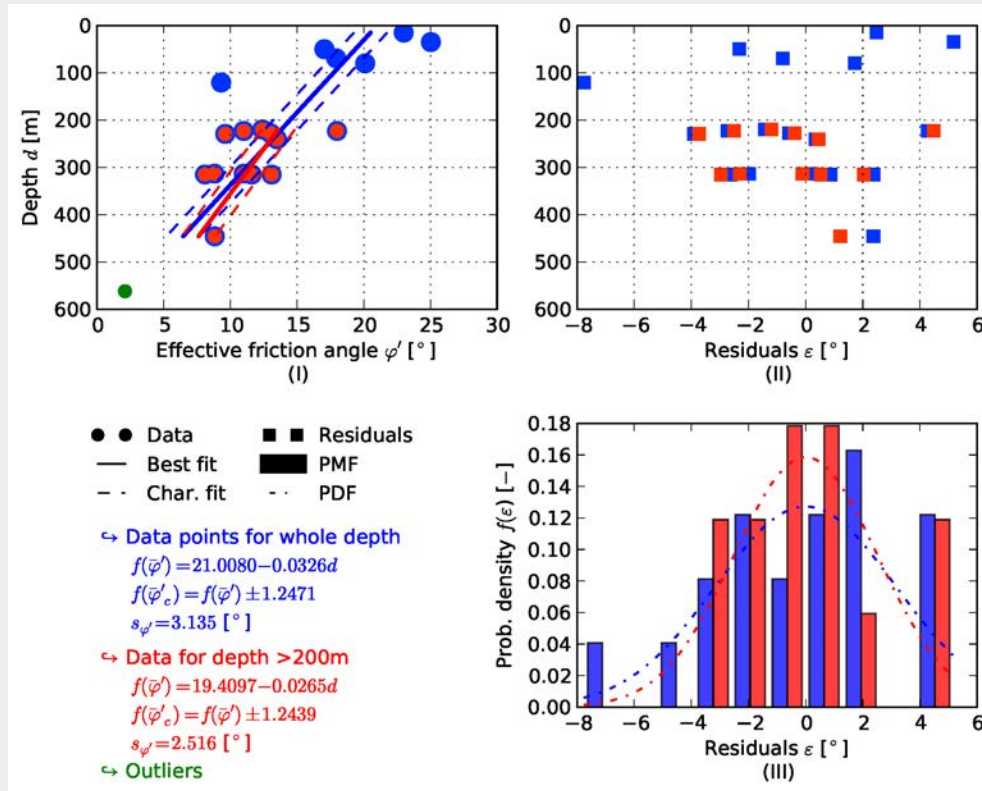 0
100
200
300
400
500
600
Depth d [m]
0 5 10 15 20 25 30
Effective friction angle φ′ [°]
(I)
0
100
200
300
400
500
600
−8 −6 −4 −2 0 2 4 6
Residuals ε [°]
(II)
Data
Residuals
Best fit
PMF
Char. fit
PDF
↪ Data points for whole depth
f(φ̄′)=21.0080−0.0326d
f(φ̄′c)=f(φ̄′)±1.2471
sφ′=3.135 [°]
↪ Data for depth >200m
f(φ̄′)=19.4097−0.0265d
f(φ̄′c)=f(φ̄′)±1.2439
sφ′=2.516 [°]
↪ Outliers
0.18
0.16
0.14
0.12
0.10
0.08
0.06
0.04
0.02
0.00
Prob. density f(ε) [−]
−8 −6 −4 −2 0 2 4 6
Residuals ε [°]
(III)